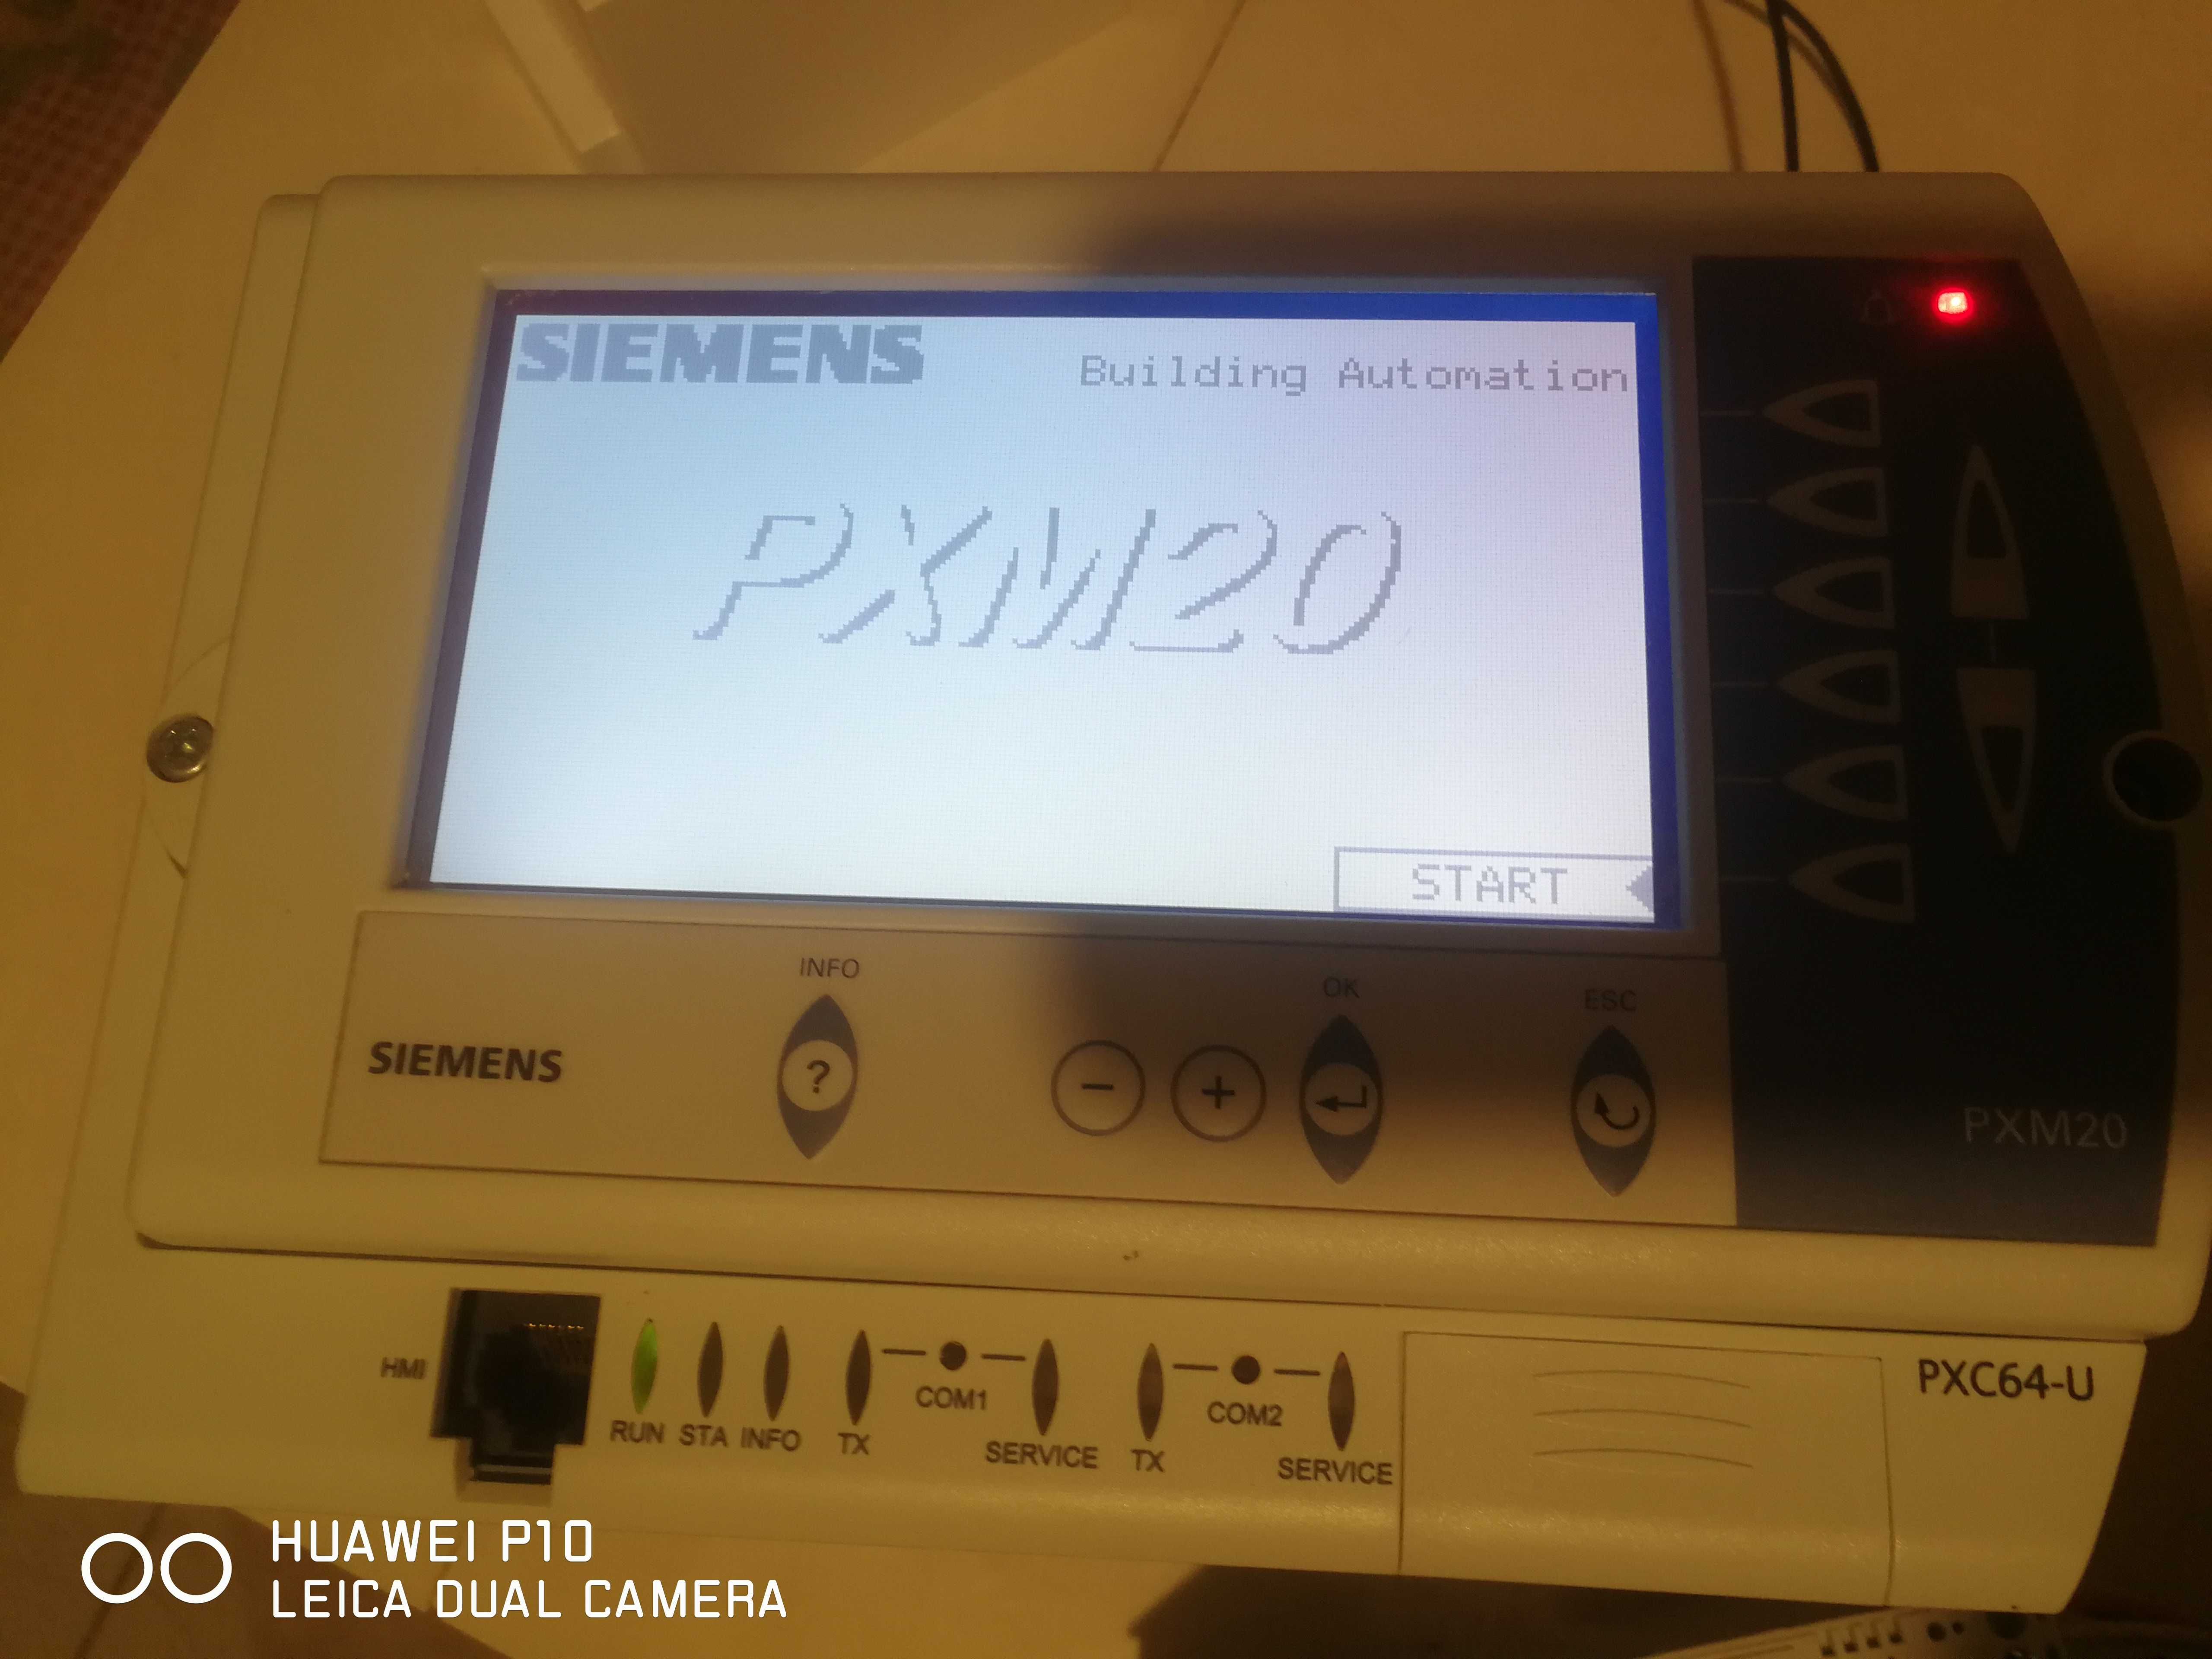 SIEMENS
Building Automation
PXM20
START
INFO
OK
ESC
SIEMENS
?
− +
PXM20
HMI
RUN STA INFO TX COM1 SERVICE TX COM2 SERVICE
PXC64-U
HUAWEI P10
LEICA DUAL CAMERA